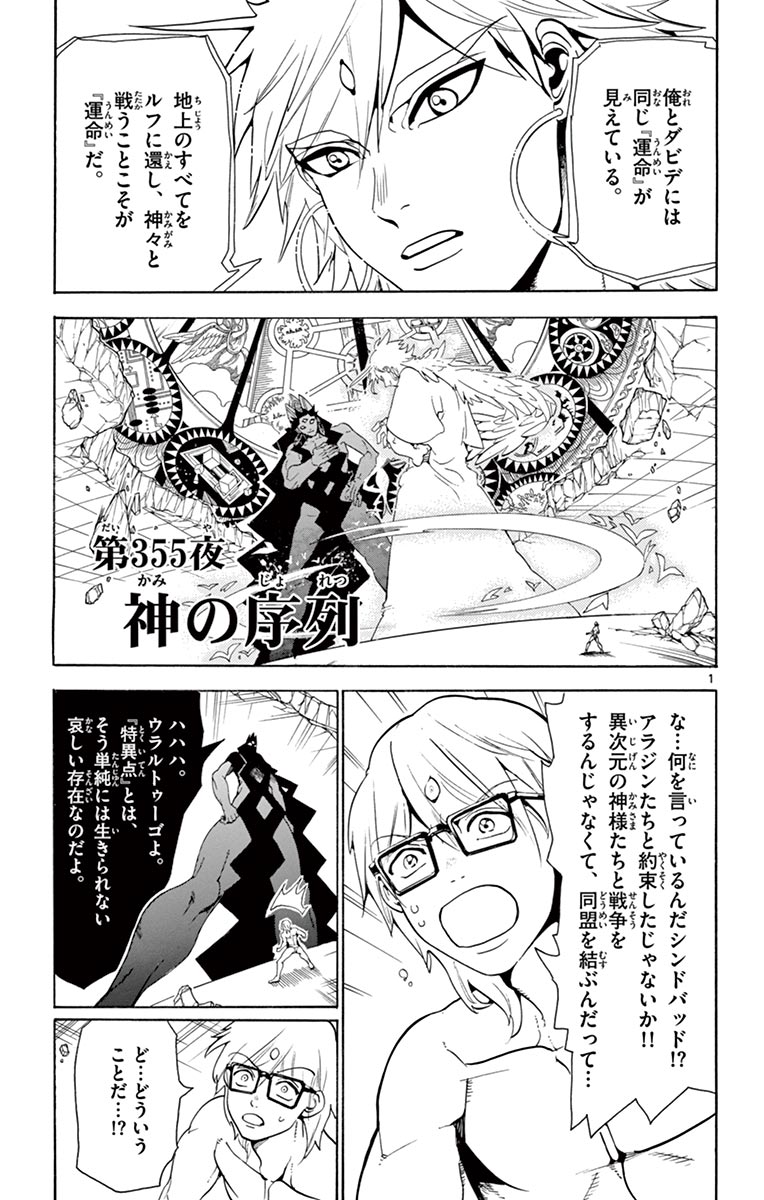 俺とダビデには
同じ『運命』が
見えている。
地上のすべてを
ルフに還し、神々と
戦うことこそが
『運命』だ。
第355夜
神の序列
1
な…何を言っているんだシンドバッド!?
アラジンたちと約束したじゃないか!!
異次元の神様たちと戦争を
するんじゃなくて、同盟を結ぶんだって…
ハハハ。
ウラルトゥーゴよ。
『特異点』とは、
そう単純には生きられない
哀しい存在なのだよ。
ど…どういう
ことだ…!?